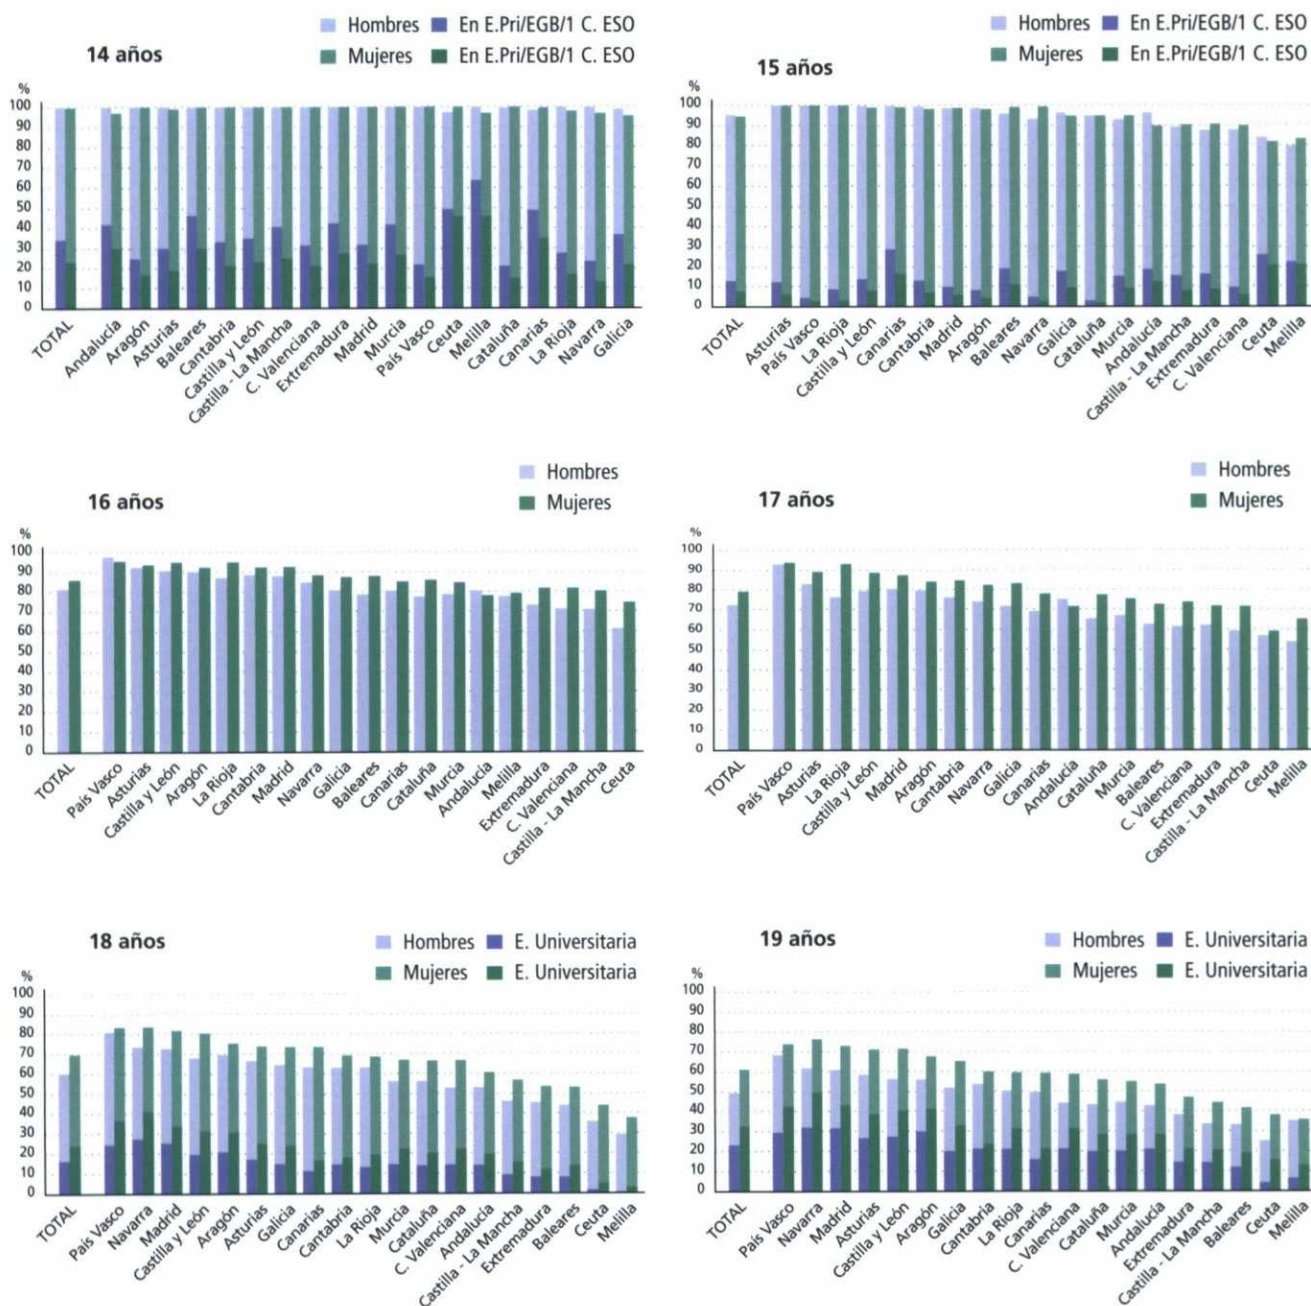 14 años
Hombres En E.Pri/EGB/1 C. ESO
Mujeres En E.Pri/EGB/1 C. ESO
%
100
90
80
70
60
50
40
30
20
10
0
TOTAL
Andalucía
Aragón
Asturias
Baleares
Cantabria
Castilla y León
Castilla - La Mancha
C. Valenciana
Extremadura
Madrid
Murcia
País Vasco
Ceuta
Melilla
Cataluña
Canarias
La Rioja
Navarra
Galicia
15 años
Hombres En E.Pri/EGB/1 C. ESO
Mujeres En E.Pri/EGB/1 C. ESO
%
100
90
80
70
60
50
40
30
20
10
0
TOTAL
Asturias
País Vasco
La Rioja
Castilla y León
Canarias
Cantabria
Madrid
Aragón
Baleares
Navarra
Galicia
Cataluña
Murcia
Andalucía
Castilla - La Mancha
Extremadura
C. Valenciana
Ceuta
Melilla
16 años
Hombres
Mujeres
%
100
90
80
70
60
50
40
30
20
10
0
TOTAL
País Vasco
Asturias
Castilla y León
Aragón
La Rioja
Cantabria
Madrid
Navarra
Galicia
Baleares
Canarias
Cataluña
Murcia
Andalucía
Melilla
Extremadura
C. Valenciana
Castilla - La Mancha
Ceuta
17 años
Hombres
Mujeres
%
100
90
80
70
60
50
40
30
20
10
0
TOTAL
País Vasco
Asturias
La Rioja
Castilla y León
Madrid
Aragón
Cantabria
Navarra
Galicia
Canarias
Andalucía
Cataluña
Murcia
Baleares
C. Valenciana
Extremadura
Castilla - La Mancha
Ceuta
Melilla
18 años
Hombres E. Universitaria
Mujeres E. Universitaria
%
100
90
80
70
60
50
40
30
20
10
0
TOTAL
País Vasco
Navarra
Madrid
Castilla y León
Aragón
Asturias
Galicia
Canarias
Cantabria
La Rioja
Murcia
Cataluña
C. Valenciana
Andalucía
Castilla - La Mancha
Extremadura
Baleares
Ceuta
Melilla
19 años
Hombres E. Universitaria
Mujeres E. Universitaria
%
100
90
80
70
60
50
40
30
20
10
0
TOTAL
País Vasco
Navarra
Madrid
Asturias
Castilla y León
Aragón
Galicia
Cantabria
La Rioja
Canarias
C. Valenciana
Cataluña
Murcia
Andalucía
Extremadura
Castilla - La Mancha
Baleares
Ceuta
Melilla